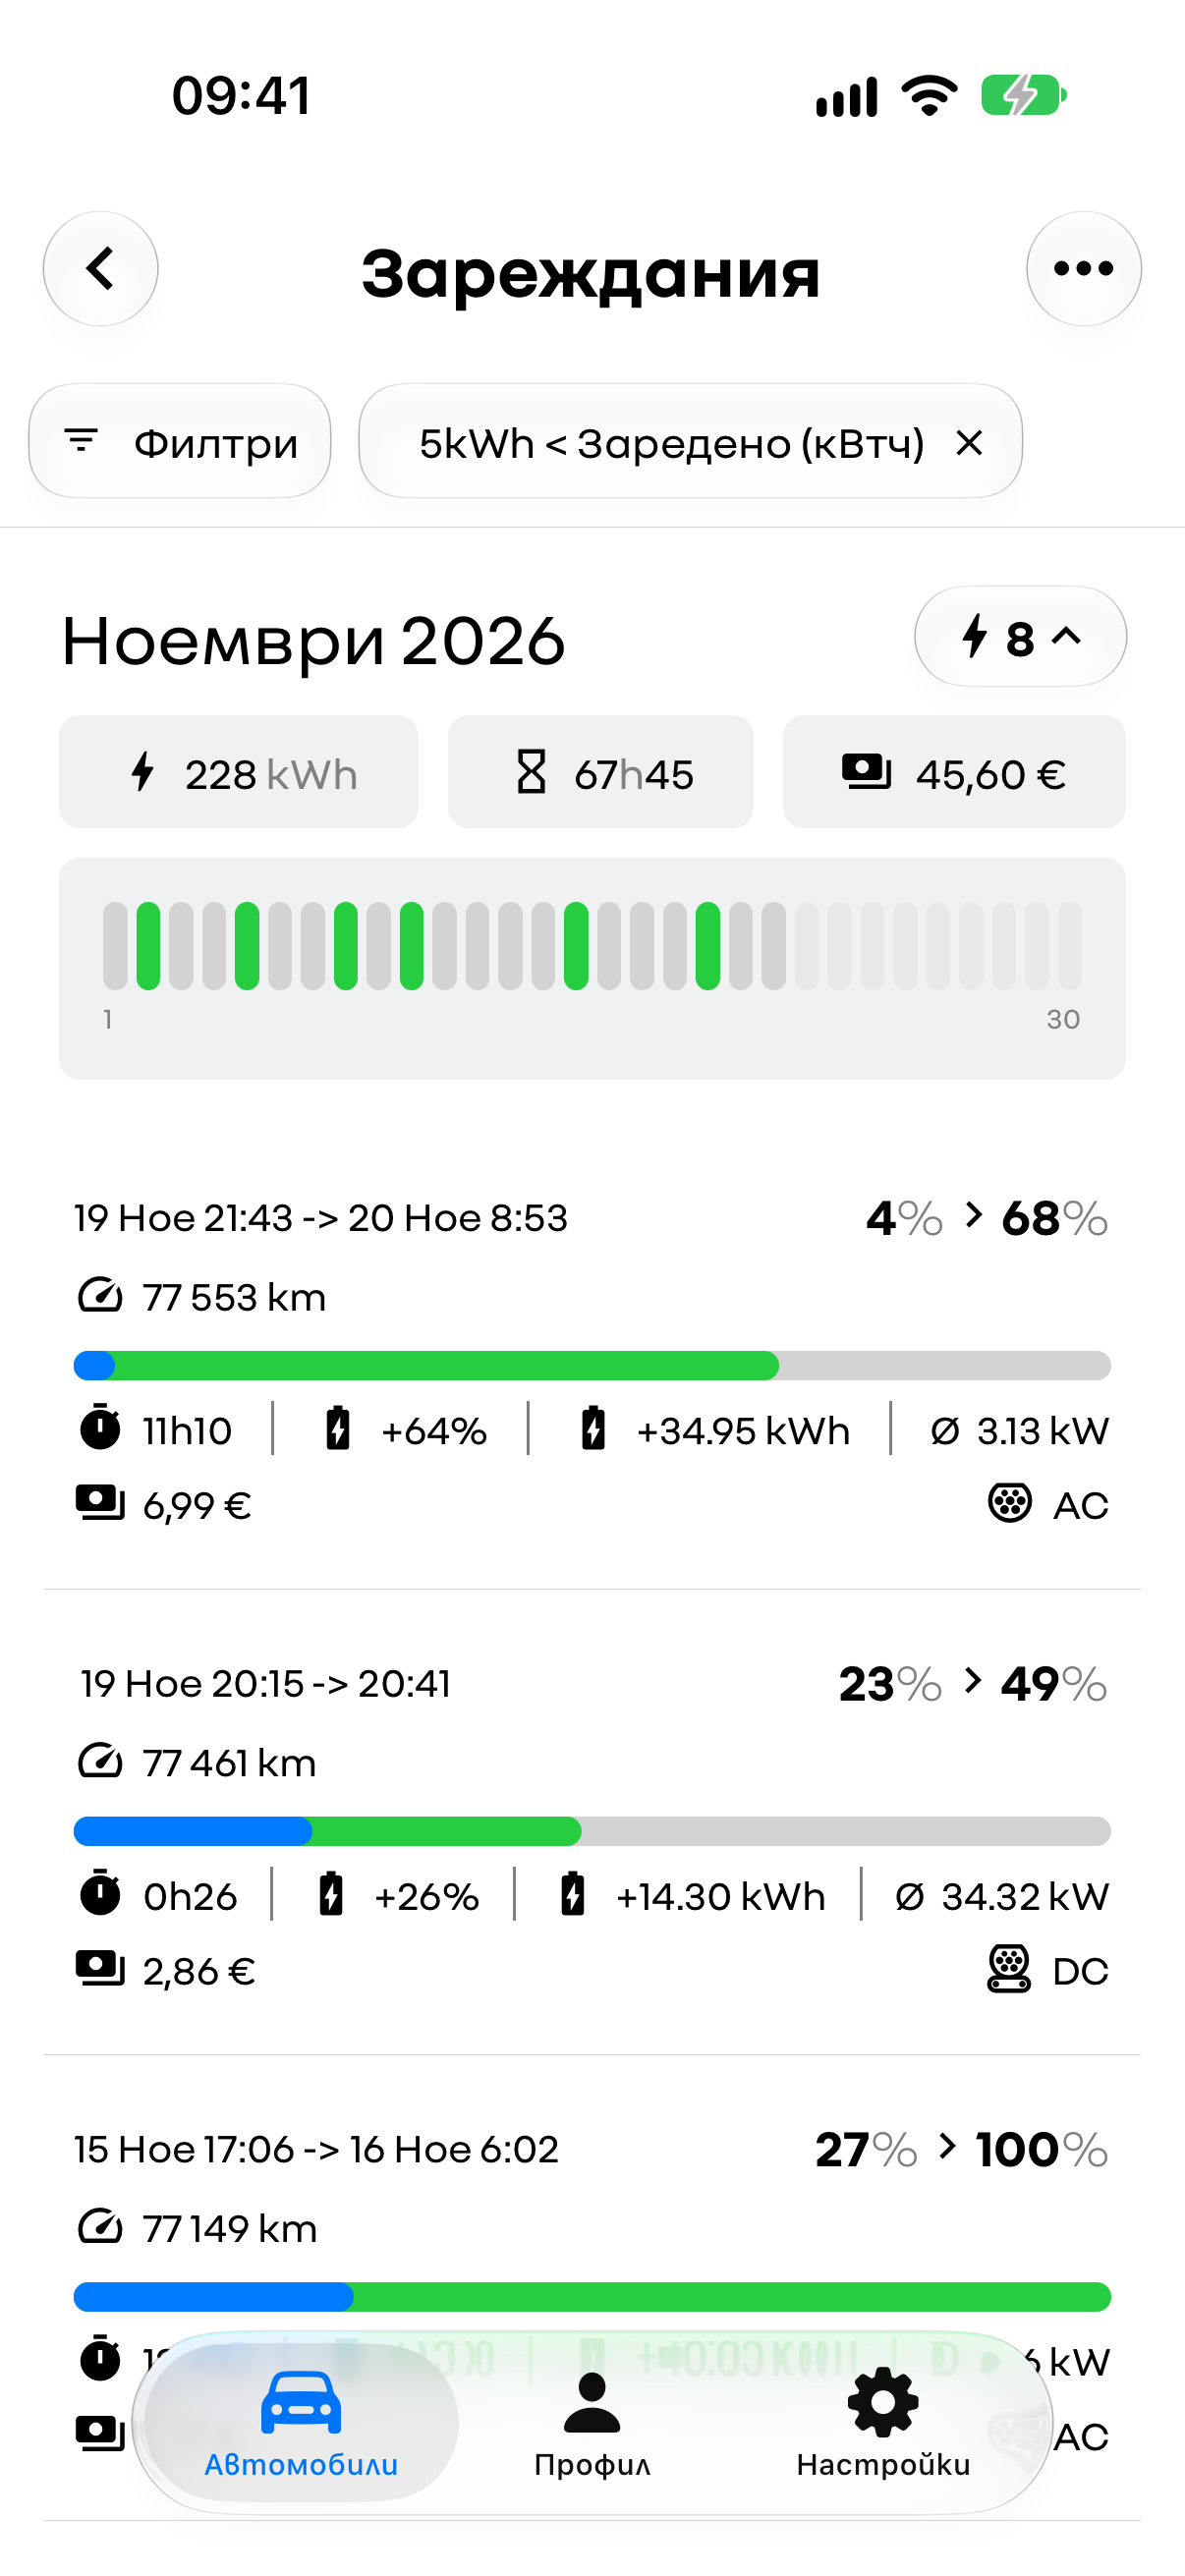 09:41
Зареждания
Филтри
5kWh < Заредено (кВтч)
Ноември 2026
8
228 kWh
67h45
45,60 €
1
30
19 Ное 21:43 -> 20 Ное 8:53
4% > 68%
77 553 km
11h10
+64%
+34.95 kWh
Ø 3.13 kW
6,99 €
AC
19 Ное 20:15 -> 20:41
23% > 49%
77 461 km
0h26
+26%
+14.30 kWh
Ø 34.32 kW
2,86 €
DC
15 Ное 17:06 -> 16 Ное 6:02
27% > 100%
77 149 km
kW
AC
Автомобили
Профил
Настройки